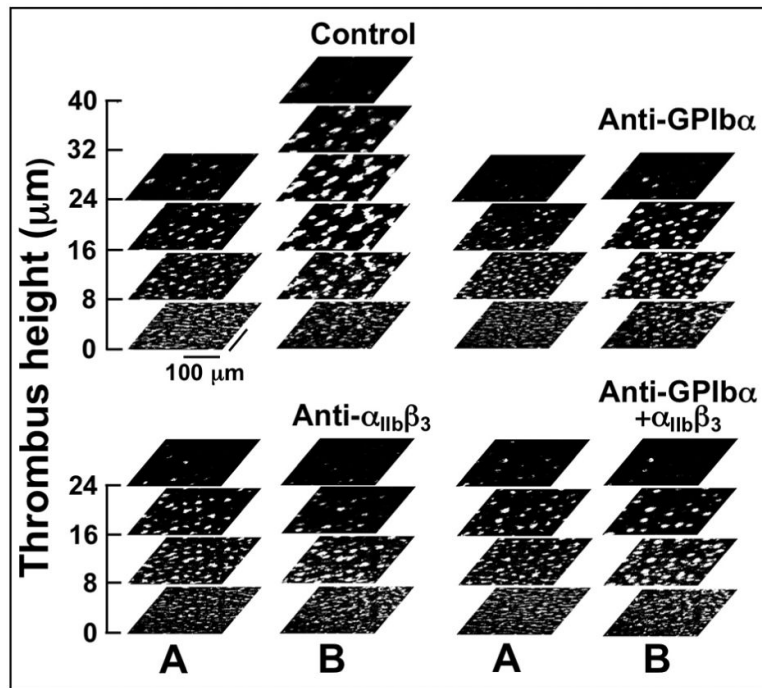 Control
40
Anti-GPIbα
32
24
16
8
0
100 μm
Thrombus height (μm)
Anti-αIIbβ3
Anti-GPIbα
+αIIbβ3
24
16
8
0
A B A B